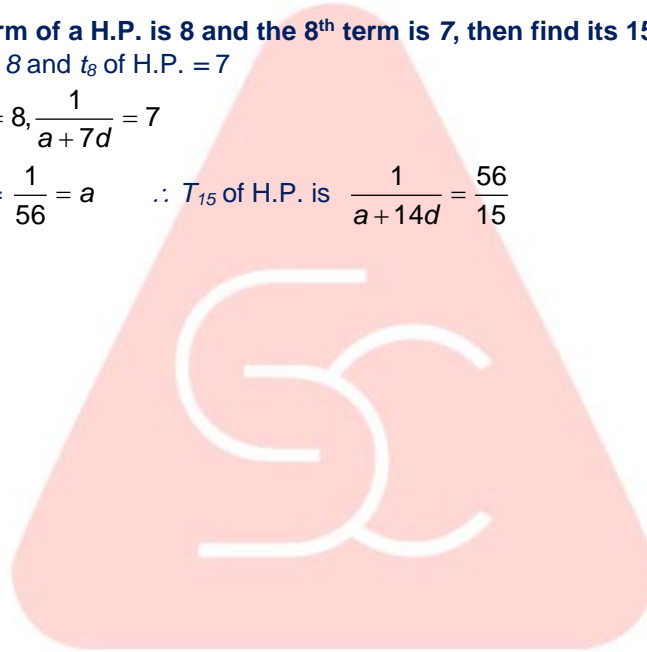 rm of a H.P. is 8 and the 8th term is 7, then find its 15
8 and t8 of H.P. = 7
= 8, 1/(a + 7d) = 7
= 1/56 = a ∴ T15 of H.P. is 1/(a + 14d) = 56/15